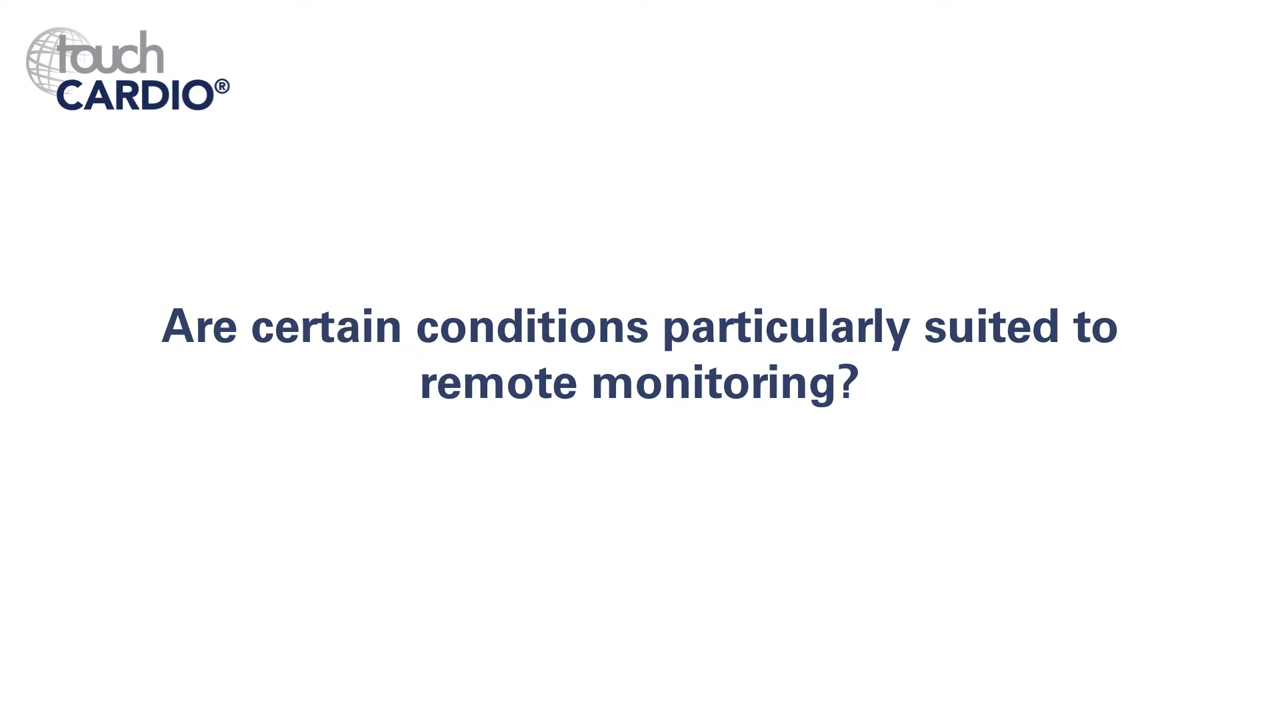 touch
CARDIO®
Are certain conditions particularly suited to
remote monitoring?